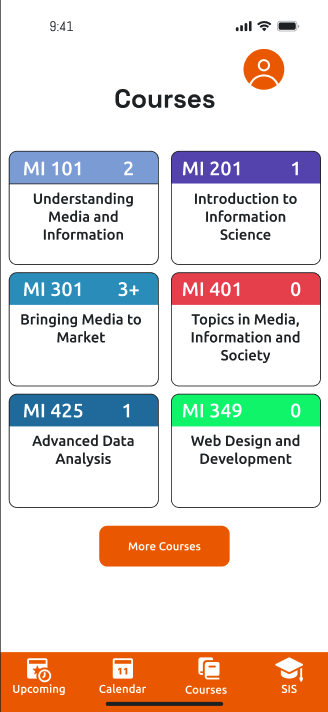 9:41
Courses
MI 101 2
Understanding
Media and
Information
MI 201 1
Introduction to
Information
Science
MI 301 3+
Bringing Media to
Market
MI 401 0
Topics in Media,
Information and
Society
MI 425 1
Advanced Data
Analysis
MI 349 0
Web Design and
Development
More Courses
Upcoming
11
Calendar
Courses
SIS